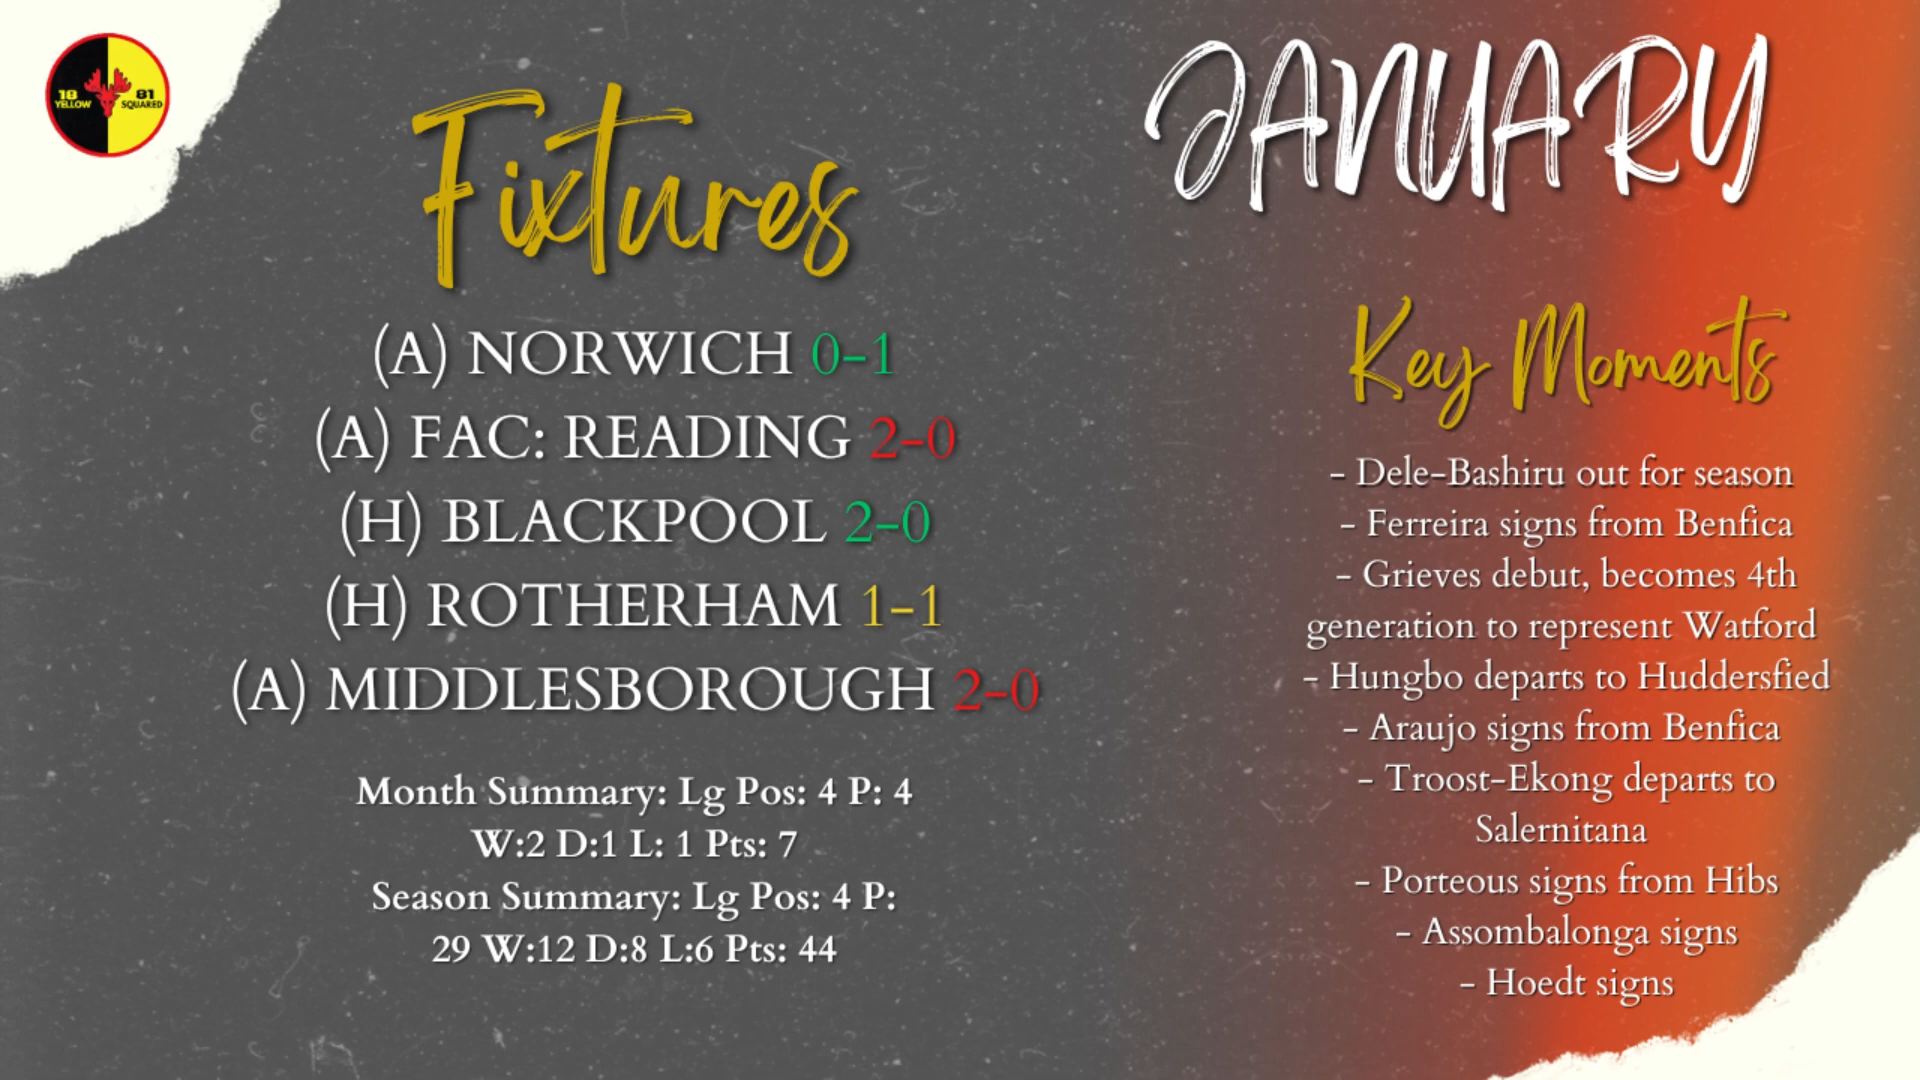 18 81
YELLOW SQUARED
Fixtures
(A) NORWICH 0-1
(A) FAC: READING 2-0
(H) BLACKPOOL 2-0
(H) ROTHERHAM 1-1
(A) MIDDLESBOROUGH 2-0
Month Summary: Lg Pos: 4 P: 4
W:2 D:1 L: 1 Pts: 7
Season Summary: Lg Pos: 4 P:
29 W:12 D:8 L:6 Pts: 44
JANUARY
Key Moments
- Dele-Bashiru out for season
- Ferreira signs from Benfica
- Grieves debut, becomes 4th
generation to represent Watford
- Hungbo departs to Huddersfied
- Araujo signs from Benfica
- Troost-Ekong departs to
Salernitana
- Porteous signs from Hibs
- Assombalonga signs
- Hoedt signs